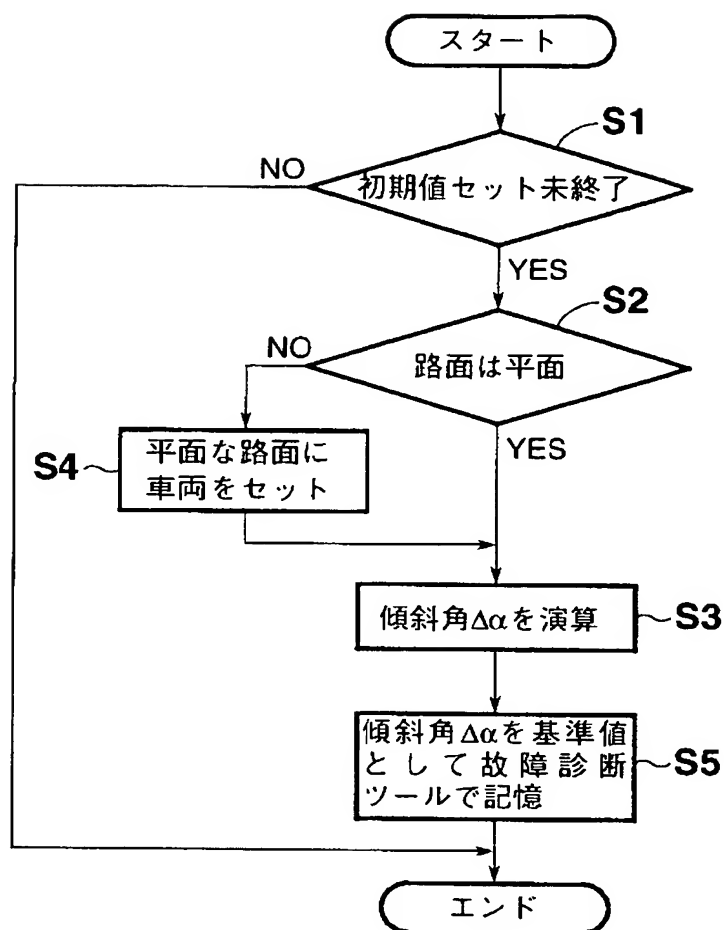 スタート
S1
NO
初期値セット未終了
YES
S2
NO
路面は平面
YES
S4
平面な路面に
車両をセット
傾斜角Δαを演算
S3
傾斜角Δαを基準値
として故障診断
ツールで記憶
S5
エンド